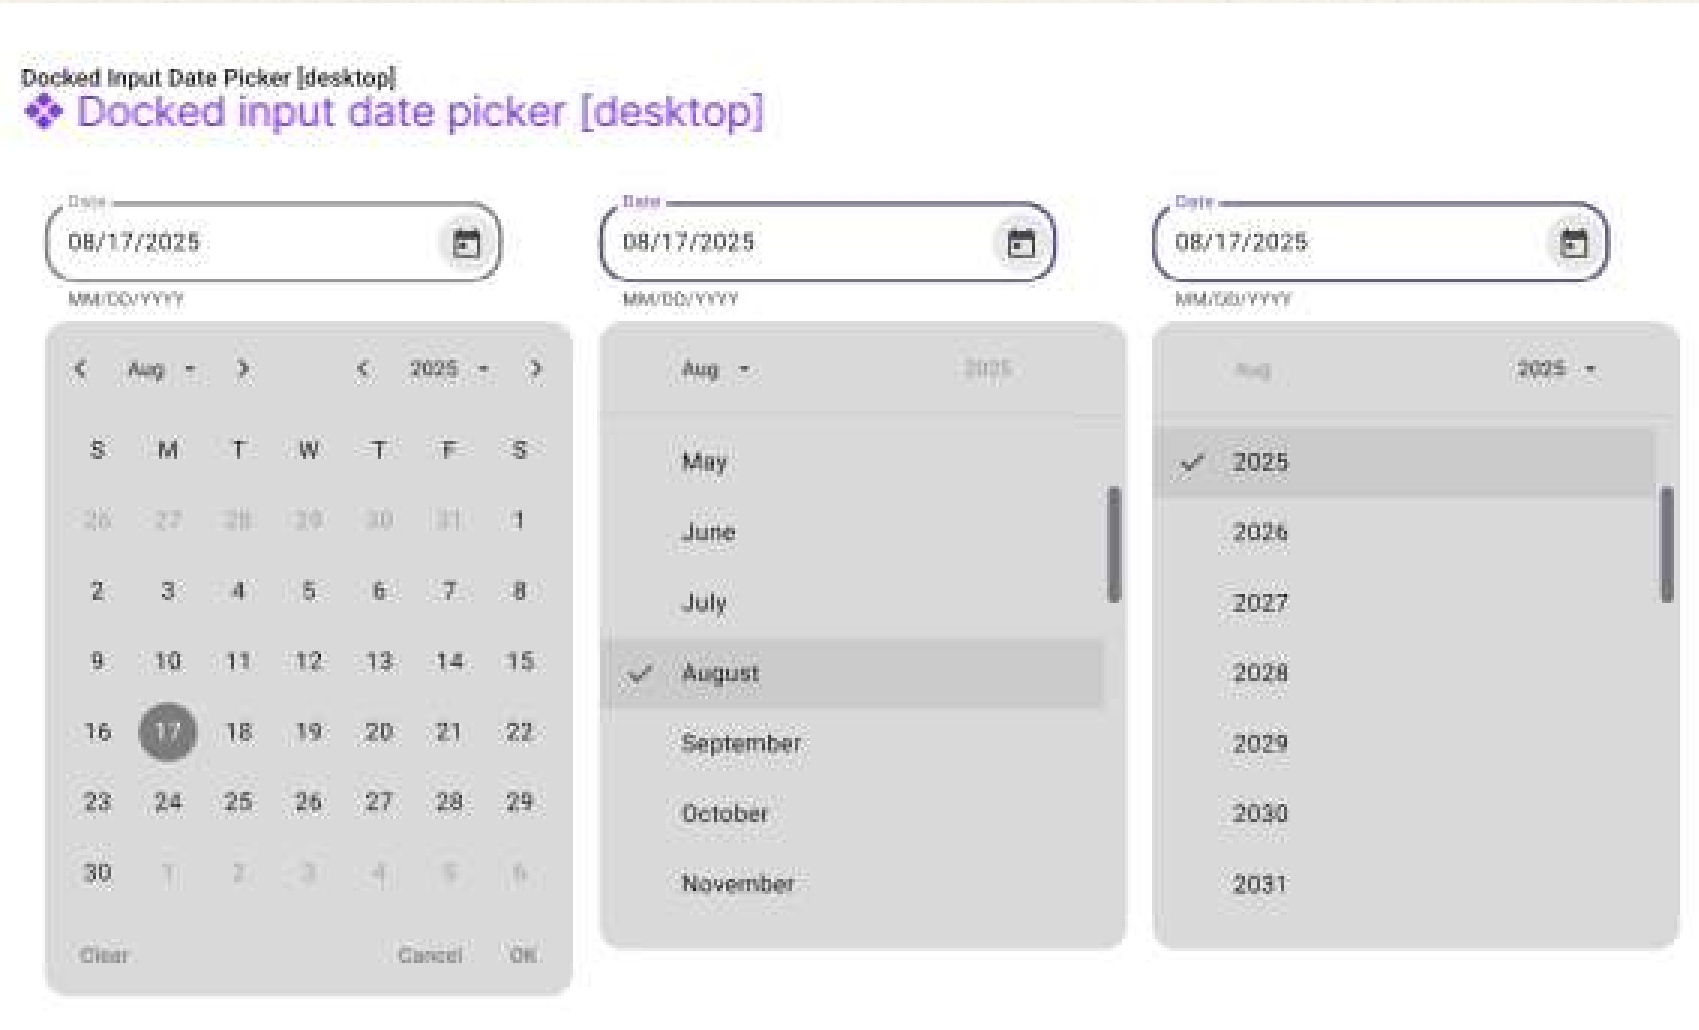 Docked Input Date Picker [desktop]
Docked input date picker [desktop]
Date
08/17/2025
MM/DD/YYYY
Aug 2025
S M T W T F S
26 27 28 29 30 31 1
2 3 4 5 6 7 8
9 10 11 12 13 14 15
16 17 18 19 20 21 22
23 24 25 26 27 28 29
30 1 2 3 4 5 6
Clear Cancel OK
Date
08/17/2025
MM/DD/YYYY
Aug 2025
May
June
July
August
September
October
November
Date
08/17/2025
MM/DD/YYYY
Aug 2025
2025
2026
2027
2028
2029
2030
2031